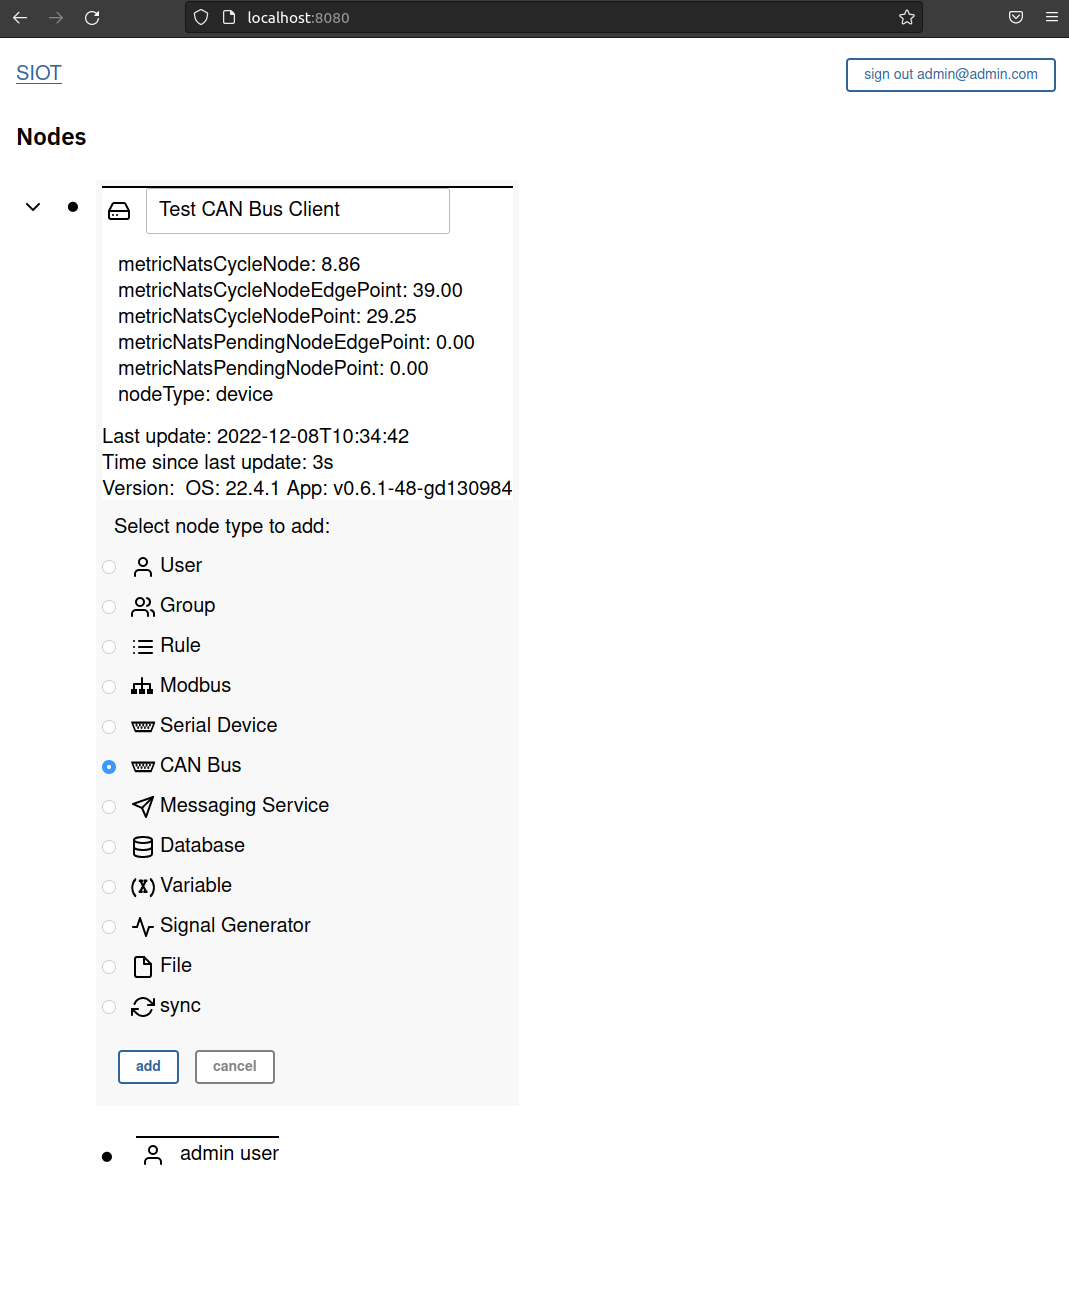 localhost:8080
SIOT
sign out admin@admin.com
Nodes
Test CAN Bus Client
metricNatsCycleNode: 8.86
metricNatsCycleNodeEdgePoint: 39.00
metricNatsCycleNodePoint: 29.25
metricNatsPendingNodeEdgePoint: 0.00
metricNatsPendingNodePoint: 0.00
nodeType: device
Last update: 2022-12-08T10:34:42
Time since last update: 3s
Version:  OS: 22.4.1 App: v0.6.1-48-gd130984
Select node type to add:
User
Group
Rule
Modbus
Serial Device
CAN Bus
Messaging Service
Database
(X) Variable
Signal Generator
File
sync
add cancel
admin user